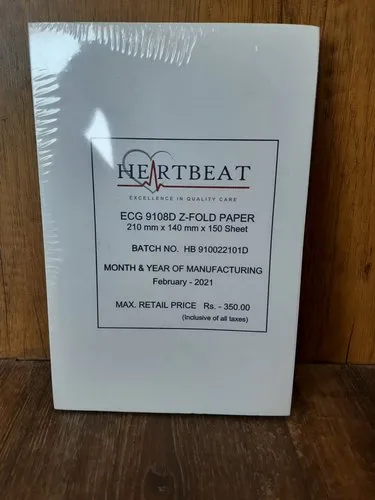 HEARTBEAT
EXCELLENCE IN QUALITY CARE
ECG 9108D Z-FOLD PAPER
210 mm x 140 mm x 150 Sheet
BATCH NO. HB 910022101D
MONTH & YEAR OF MANUFACTURING
February - 2021
MAX. RETAIL PRICE Rs. - 350.00
(Inclusive of all taxes)